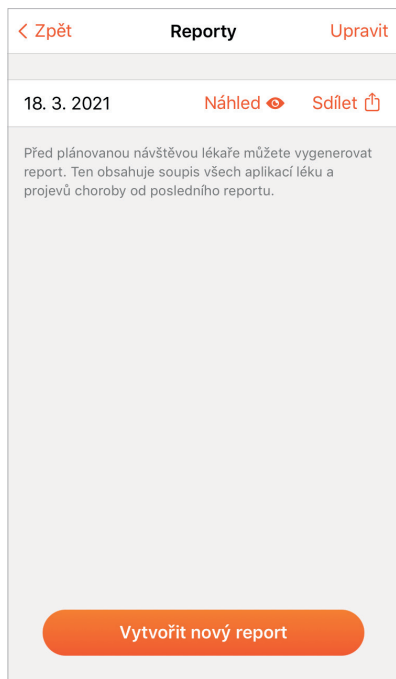 Zpět Reporty Upravit
18. 3. 2021 Náhled Sdílet
Před plánovanou návštěvou lékaře můžete vygenerovat
report. Ten obsahuje soupis všech aplikací léku a
projevů choroby od posledního reportu.
Vytvořit nový report